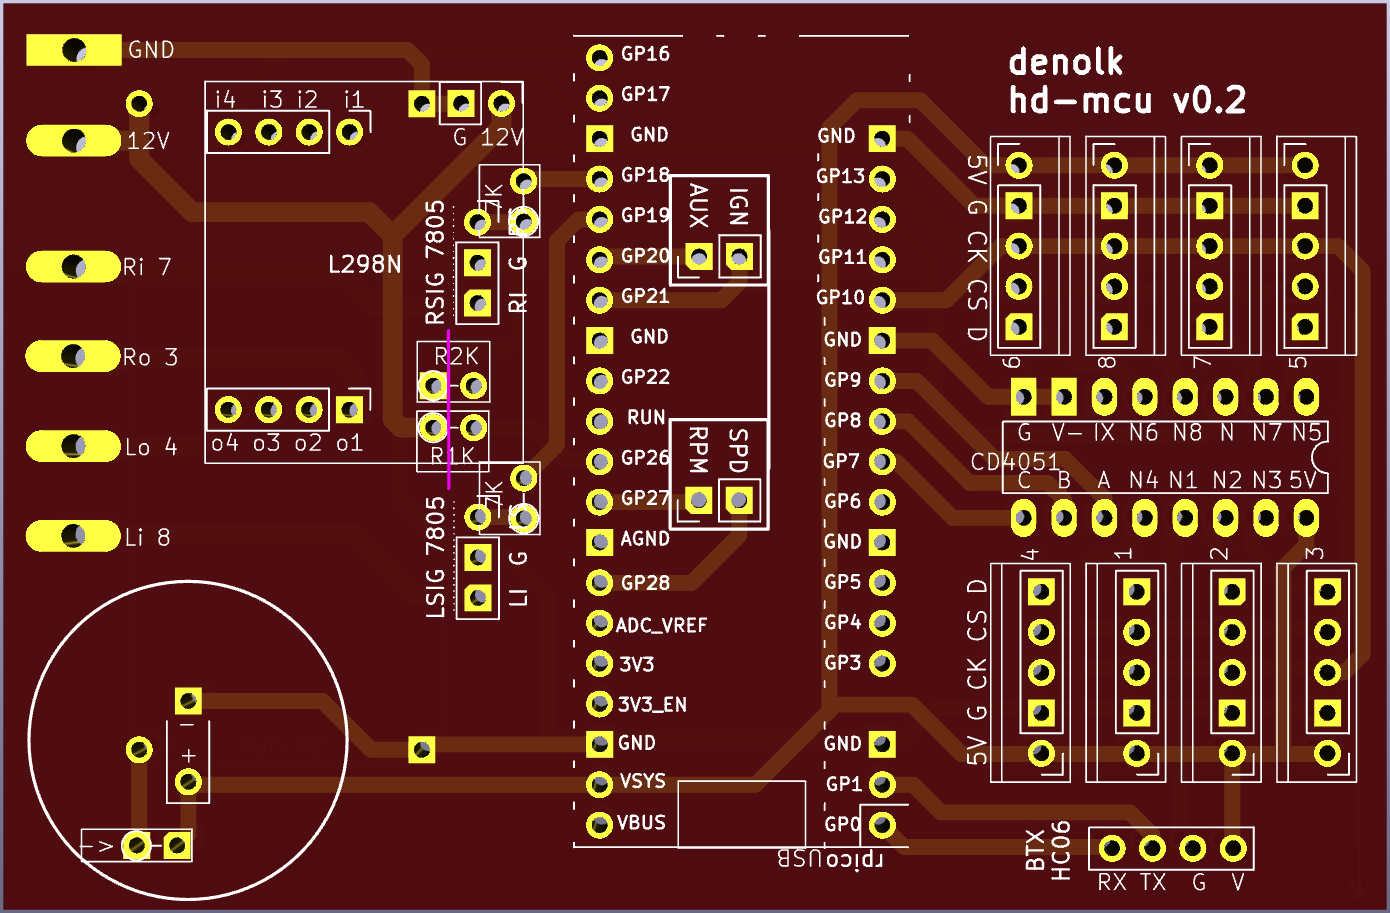 denolk
hd-mcu v0.2
GND
12V
Ri 7
Ro 3
Lo 4
Li 8
i4 i3 i2 i1
G 12V
L298N
o4 o3 o2 o1
7K
RSIG 7805
RI G
R2K
R1K
7K
LSIG 7805
LI G
-
+
->
GP16
GP17
GND
GP18
GP19
GP20
GP21
GND
GP22
RUN
GP26
GP27
AGND
GP28
ADC_VREF
3V3
3V3_EN
GND
VSYS
VBUS
AUX IGN
RPM SPD
GND
GP13
GP12
GP11
GP10
GND
GP9
GP8
GP7
GP6
GND
GP5
GP4
GP3
GND
GP1
GP0
rpicoUSB
5V G CK CS D
6 8 7 5
G V- IX N6 N8 N N7 N5
CD4051
C B A N4 N1 N2 N3 5V
4 1 2 3
5V G CK CS D
BTX
HC06
RX TX G V